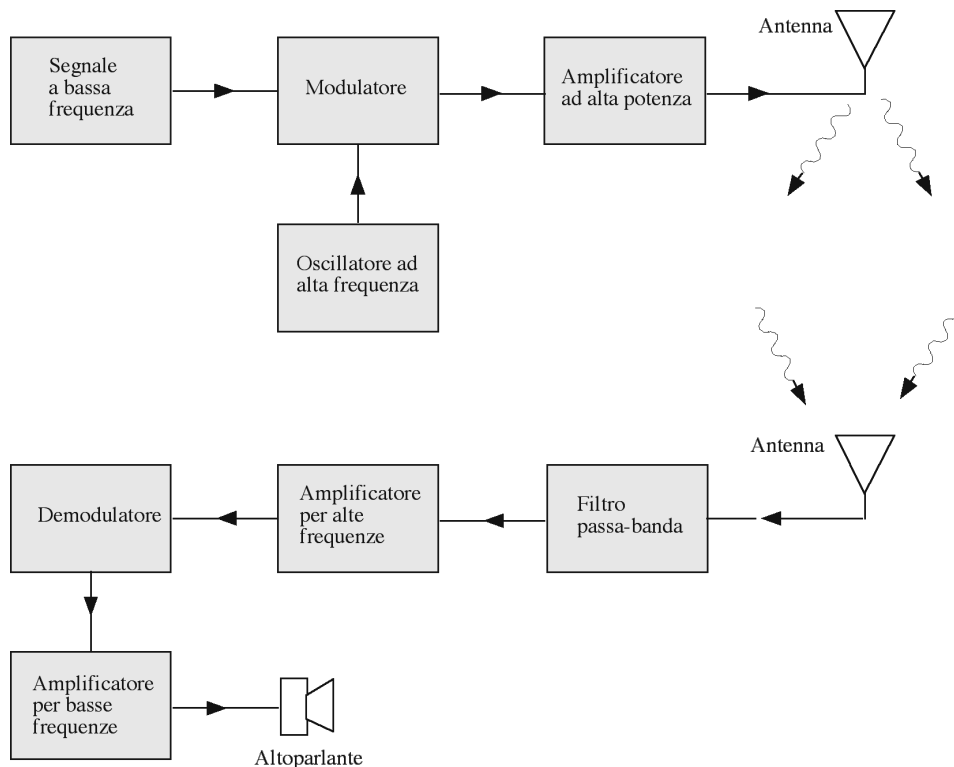 Antenna
Segnale
a bassa
frequenza
Modulatore
Amplificatore
ad alta potenza
Oscillatore ad
alta frequenza
Antenna
Demodulatore
Amplificatore
per alte
frequenze
Filtro
passa-banda
Amplificatore
per basse
frequenze
Altoparlante